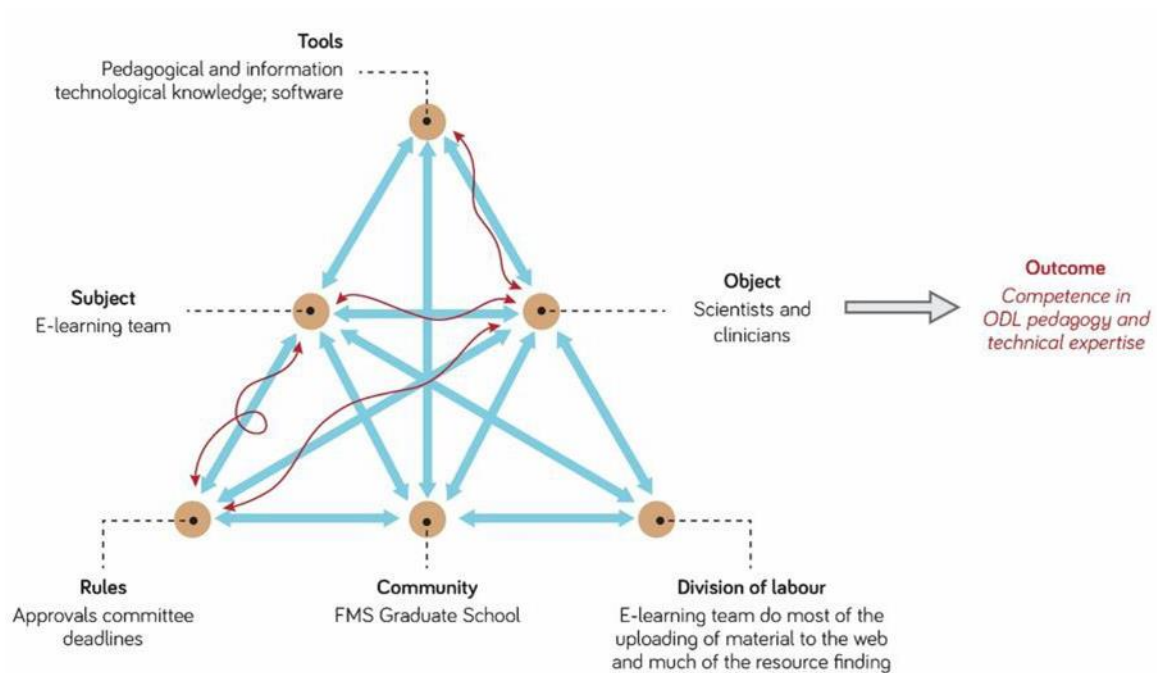 Tools
Pedagogical and information
technological knowledge; software
Subject
E-learning team
Object
Scientists and
clinicians
Outcome
Competence in
ODL pedagogy and
technical expertise
Rules
Approvals committee
deadlines
Community
FMS Graduate School
Division of labour
E-learning team do most of the
uploading of material to the web
and much of the resource finding